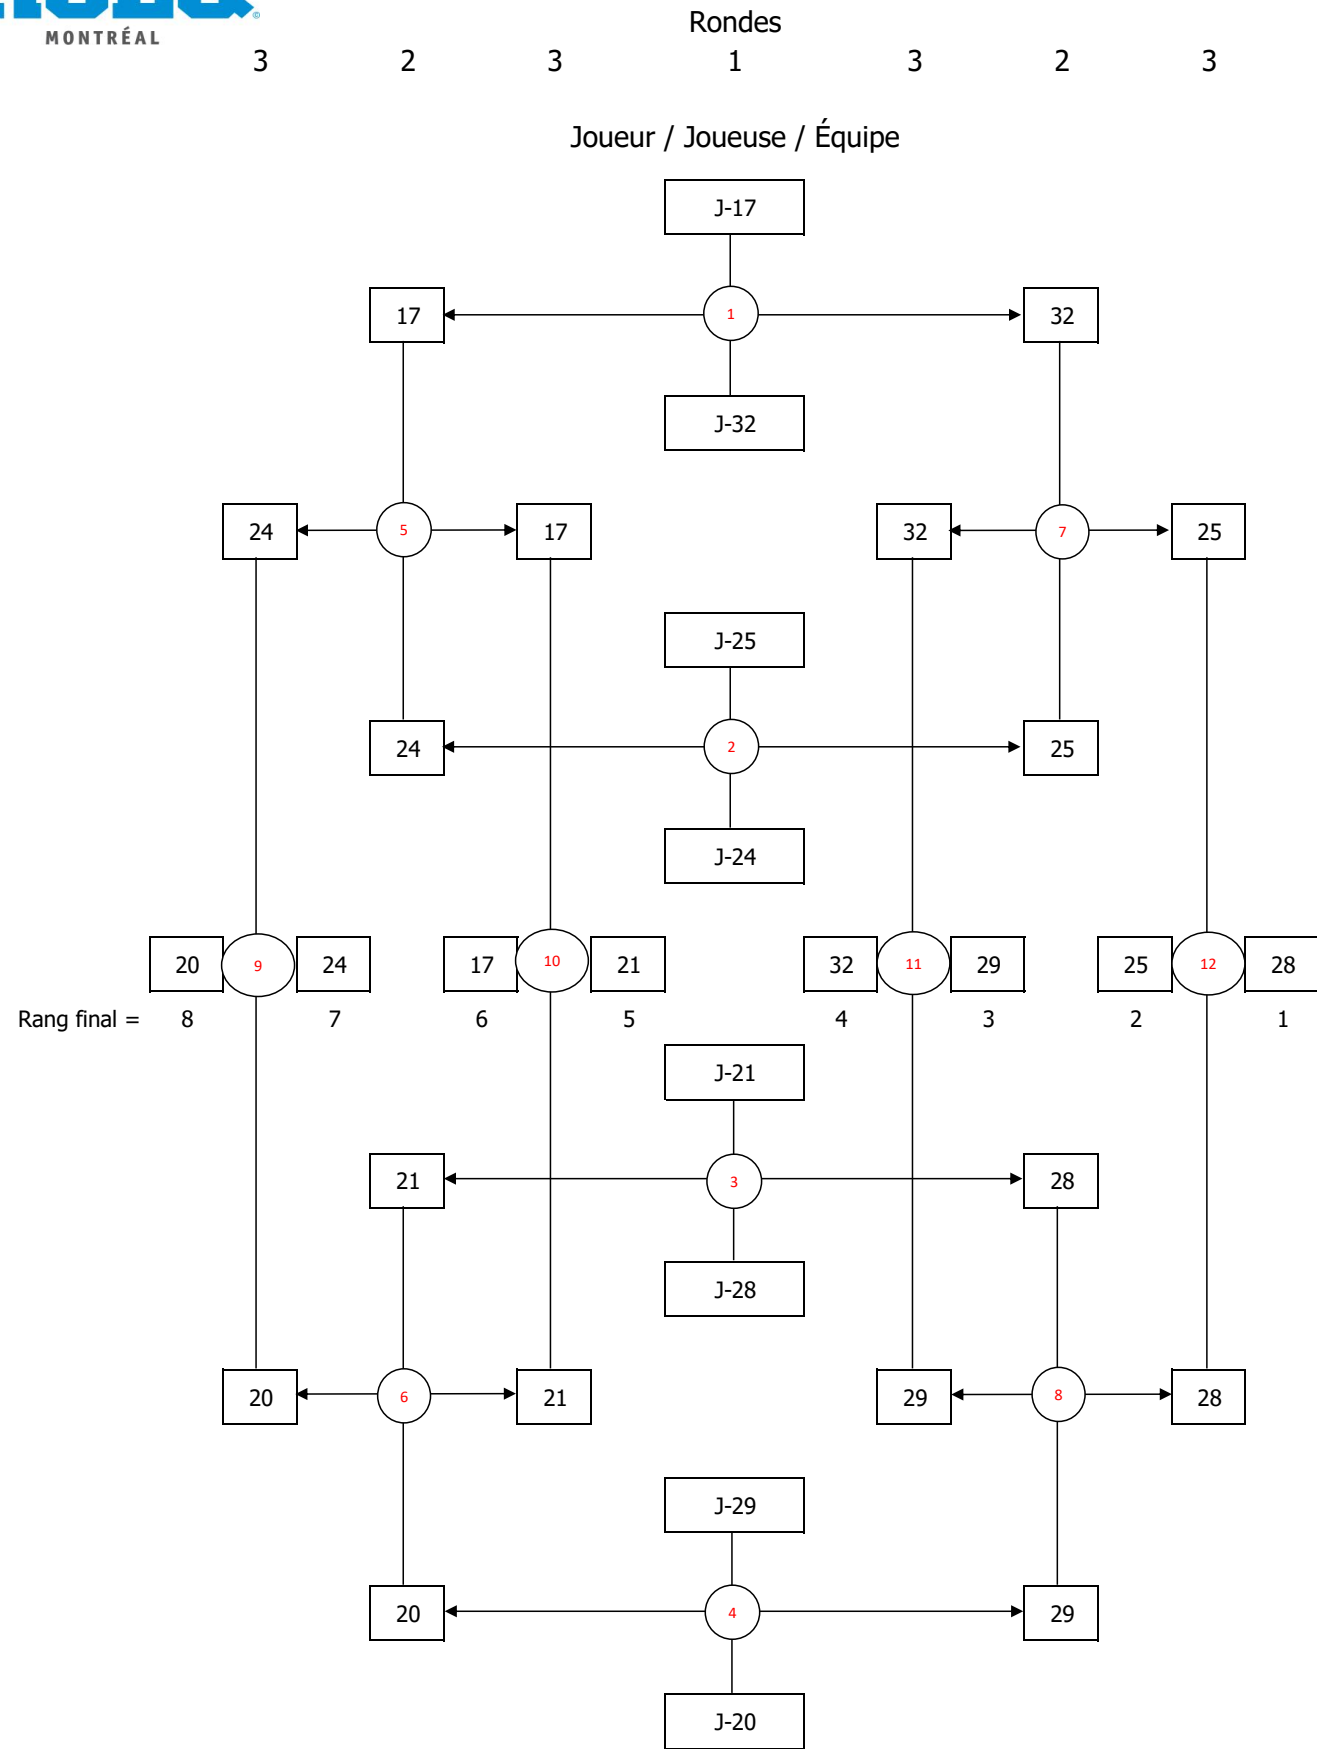 MONTRÉAL
Rondes
3 2 3 1 3 2 3
Joueur / Joueuse / Équipe
J-17
17 1 32
J-32
24 5 17 32 7 25
J-25
24 2 25
J-24
20 9 24 17 10 21 32 11 29 25 12 28
Rang final = 8 7 6 5 4 3 2 1
J-21
21 3 28
J-28
20 6 21 29 8 28
J-29
20 4 29
J-20